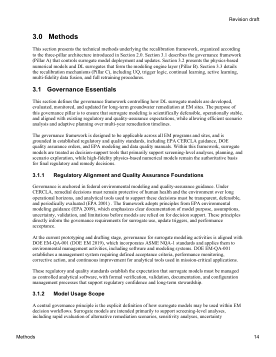 Revision draft
3.0 Methods
This section presents the technical methods underlying the recalibration framework, organized according
to the three-pillar architecture introduced in Section 2.0. Section 3.1 describes the governance framework
(Pillar A) that controls surrogate model deployment and updates. Section 3.2 presents the physics-based
numerical models and DL surrogates that form the modeling engine layer (Pillar B). Section 3.3 details
the recalibration mechanisms (Pillar C), including UQ trigger logic, continual learning, active learning,
multi-fidelity data fusion, and full retraining procedures.
3.1 Governance Essentials
This section defines the governance framework controlling how DL surrogate models are developed,
evaluated, monitored, and updated for long-term groundwater remediation at EM sites. The purpose of
this governance pillar is to ensure that surrogate modeling is scientifically defensible, operationally stable,
and aligned with existing regulatory and quality-assurance expectations, while allowing efficient scenario
analysis and adaptive planning over multi-year remediation timelines.
The governance framework is designed to be applicable across all EM programs and sites, and is
grounded in established regulatory and quality standards, including EPA CERCLA guidance, DOE
quality assurance orders, and EPA modeling and data quality manuals. Within this framework, surrogate
models are treated as decision-support tools that primarily support screening-level analyses, planning, and
scenario exploration, while high-fidelity physics-based numerical models remain the authoritative basis
for final regulatory and remedy decisions.
3.1.1 Regulatory Alignment and Quality Assurance Foundations
Governance is anchored in federal environmental modeling and quality-assurance guidance. Under
CERCLA, remedial decisions must remain protective of human health and the environment over long
operational horizons, and analytical tools used to support these decisions must be transparent, defensible,
and periodically evaluated (EPA 2001). The framework adopts principles from EPA environmental
modeling guidance (EPA 2009), which emphasizes clear documentation of model purpose, assumptions,
uncertainty, validation, and limitations before models are relied on for decision support. These principles
directly inform the governance requirements for surrogate use, update triggers, and performance
acceptance.
At the current prototyping and drafting stage, governance for surrogate modeling activities is aligned with
DOE EM-QA-001 (DOE EM 2019), which incorporates ASME NQA-1 standards and applies them to
environmental management activities, including software and modeling systems. DOE EM-QA-001
establishes a management system requiring defined acceptance criteria, performance monitoring,
corrective action, and continuous improvement for analytical tools used in mission-critical applications.
These regulatory and quality standards establish the expectation that surrogate models must be managed
as controlled analytical software, with formal verification, validation, documentation, and configuration
management processes that support regulatory confidence and long-term stewardship.
3.1.2 Model Usage Scope
A central governance principle is the explicit definition of how surrogate models may be used within EM
decision workflows. Surrogate models are intended primarily to support screening-level analyses,
including rapid evaluation of alternative remediation scenarios, sensitivity analyses, uncertainty
Methods 14